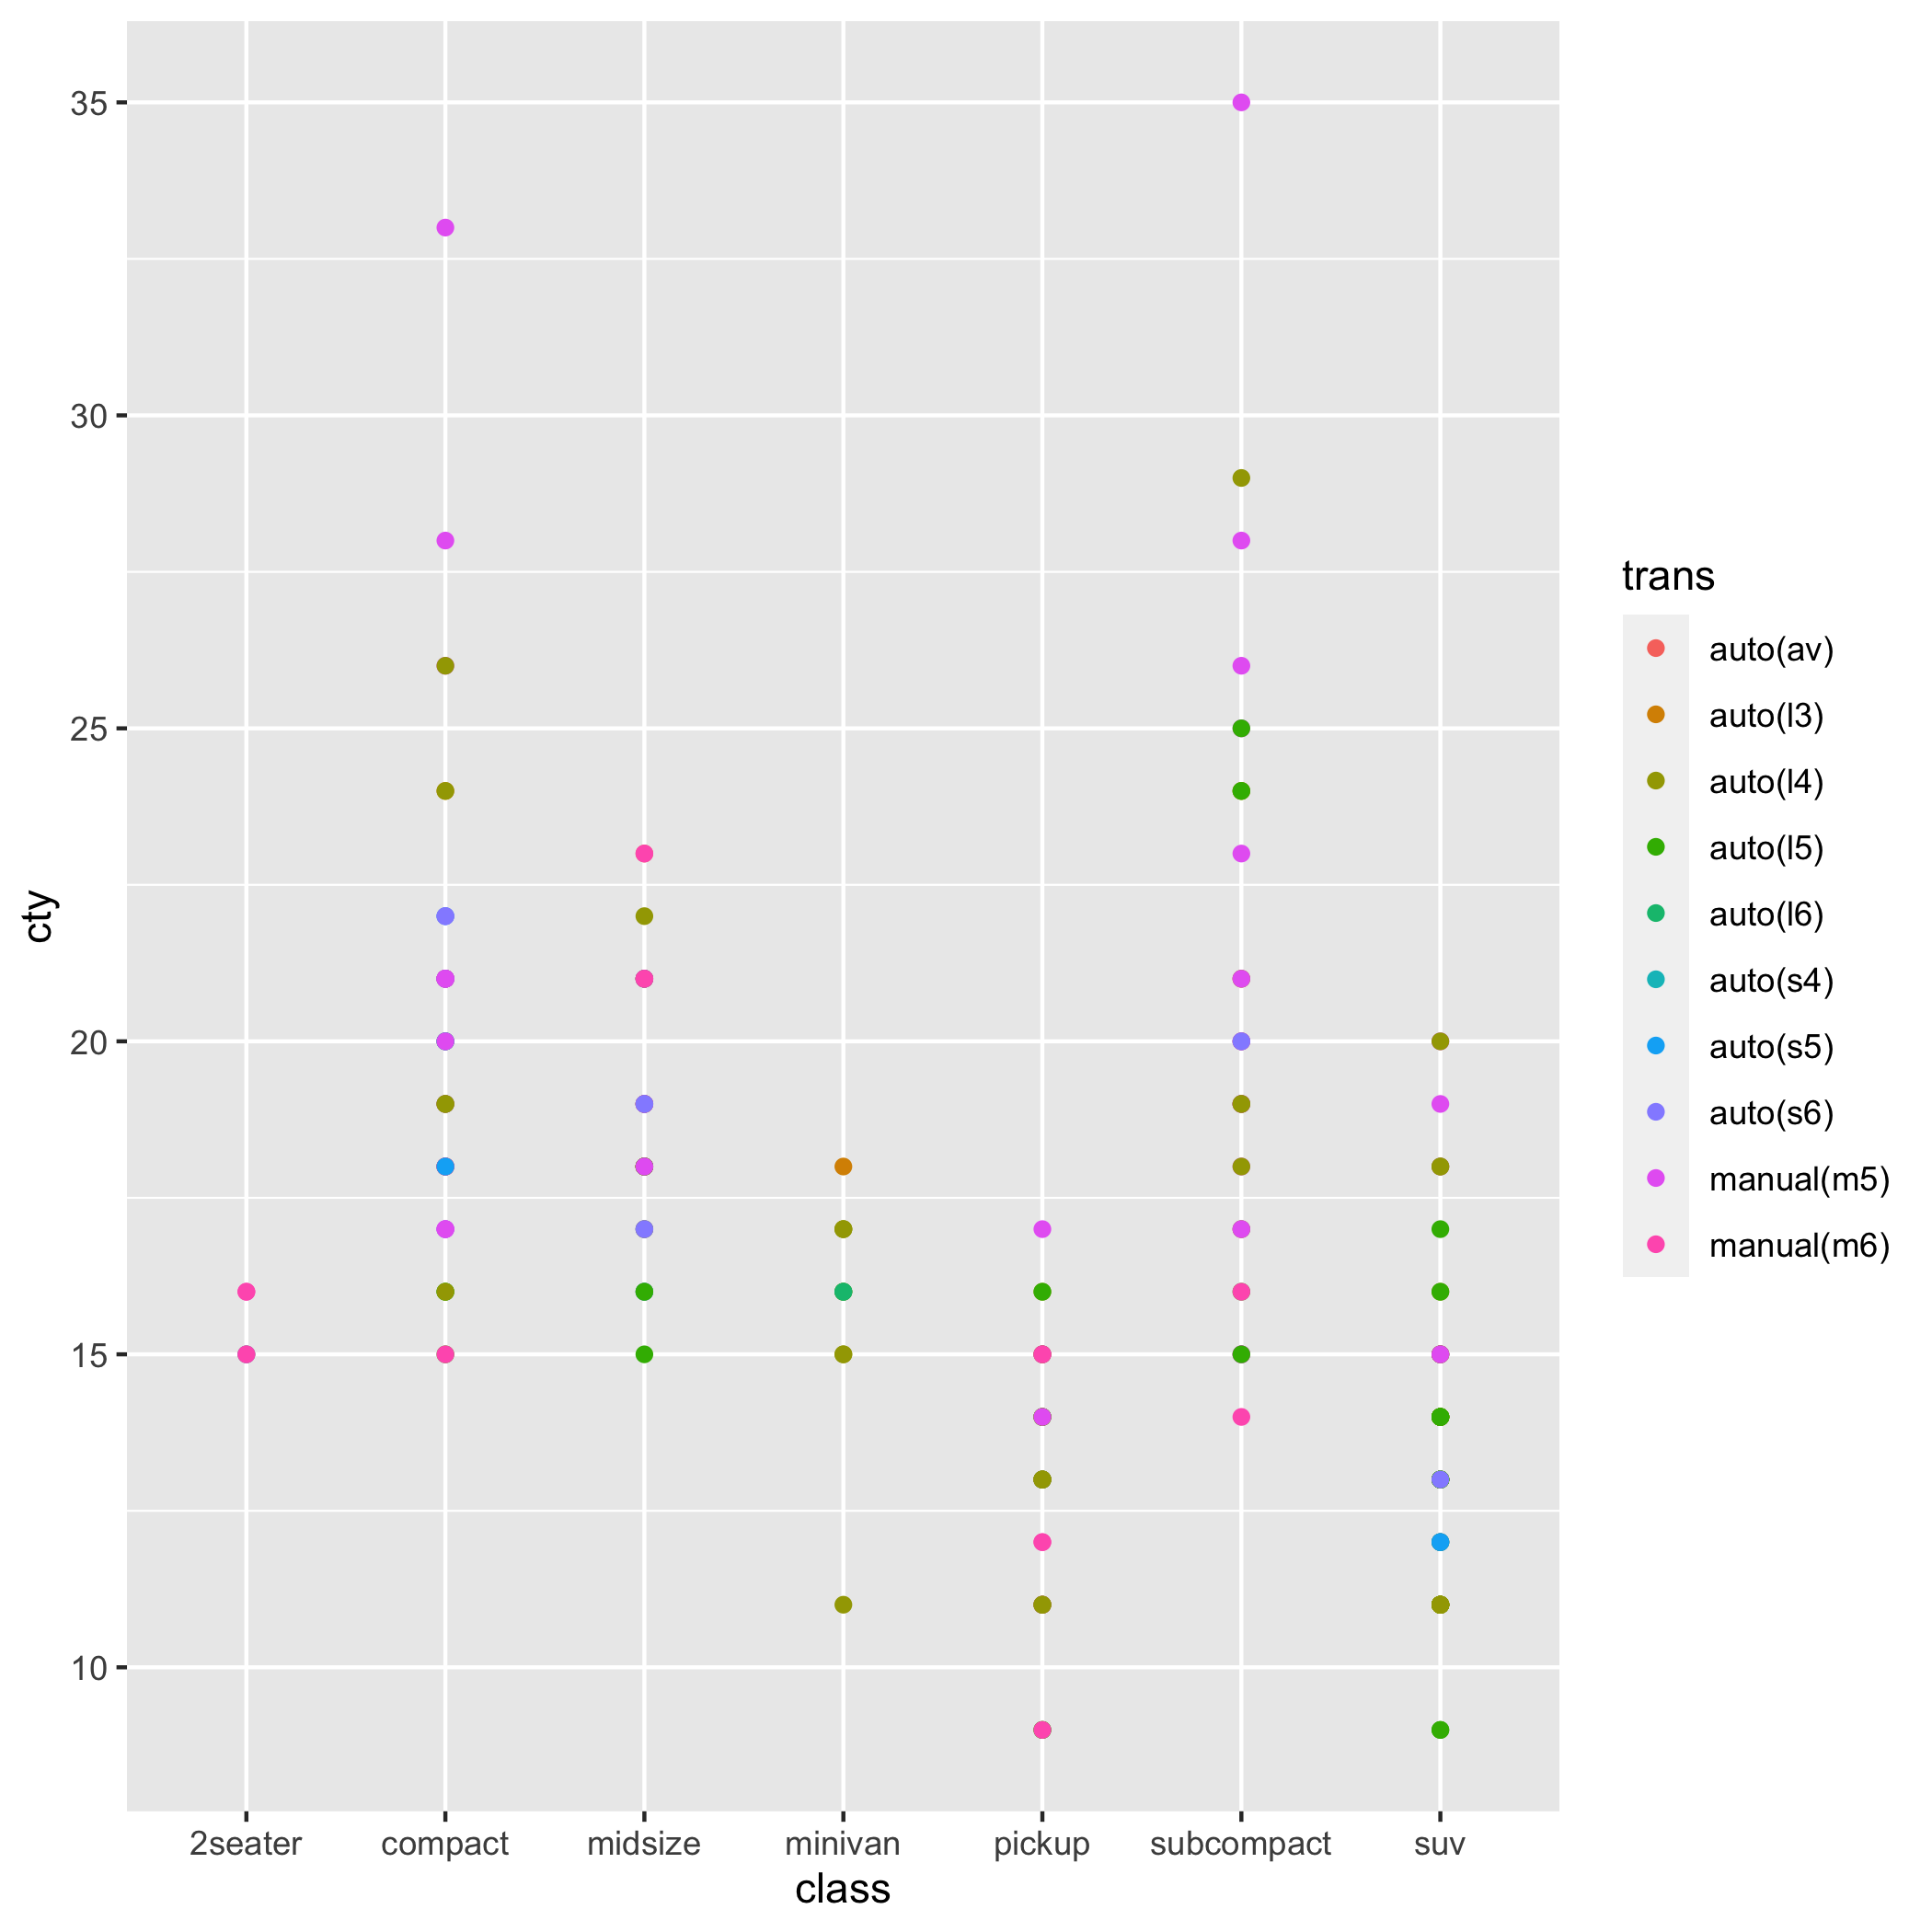 35
30
25
20
15
10
cty
2seater compact midsize minivan pickup subcompact suv
class
trans
auto(av)
auto(l3)
auto(l4)
auto(l5)
auto(l6)
auto(s4)
auto(s5)
auto(s6)
manual(m5)
manual(m6)